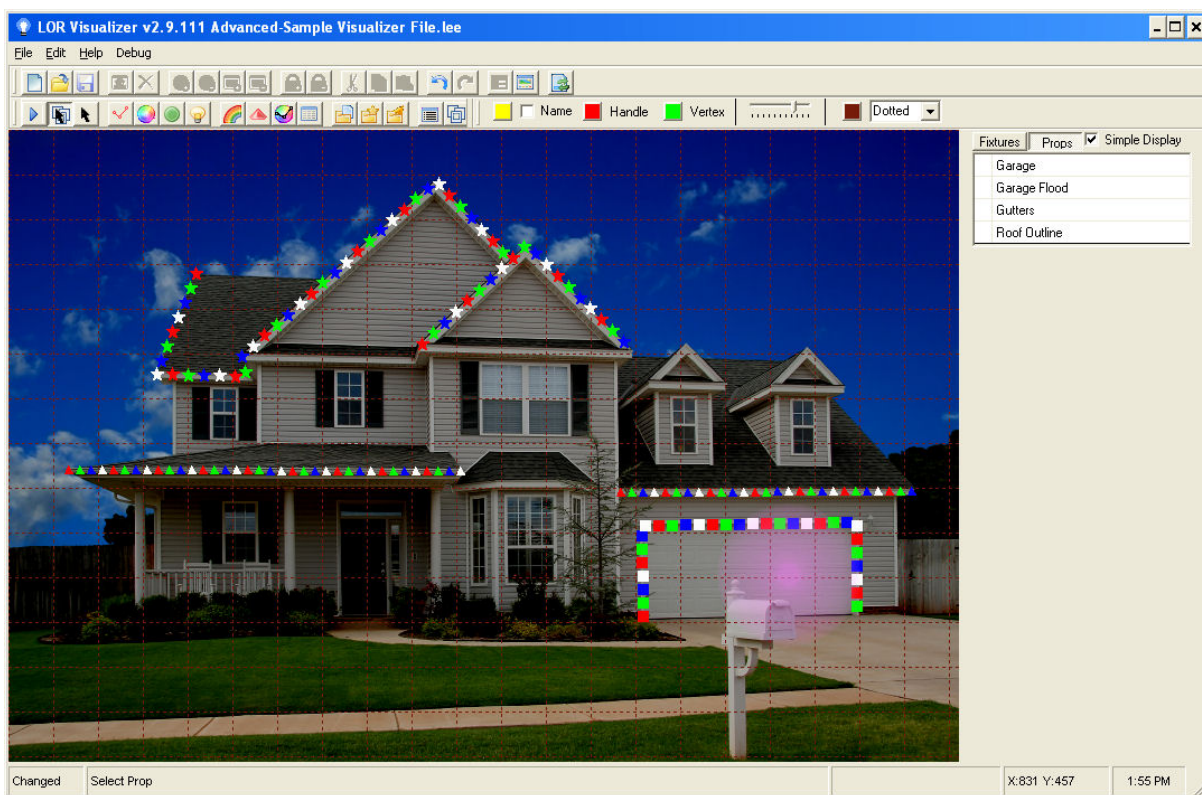 LOR Visualizer v2.9.111 Advanced-Sample Visualizer File.lee
File Edit Help Debug
Name Handle Vertex Dotted
Fixtures Props Simple Display
Garage
Garage Flood
Gutters
Roof Outline
Changed Select Prop X:831 Y:457 1:55 PM